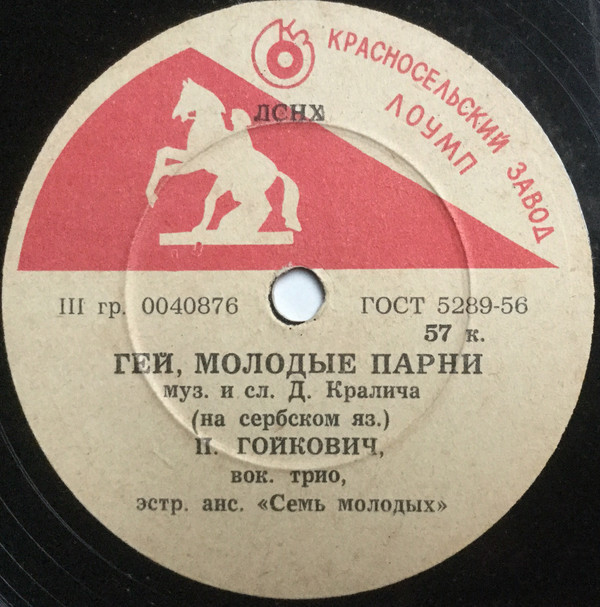 КРАСНОСЕЛЬСКИЙ ЗАВОД
ЛОУМП
ЛСНХ
III гр. 0040876
ГОСТ 5289-56
57 к.
ГЕЙ, МОЛОДЫЕ ПАРНИ
муз. и сл. Д. Кралича
(на сербском яз.)
П. ГОЙКОВИЧ,
вок. трио,
эстр. анс. «Семь молодых»